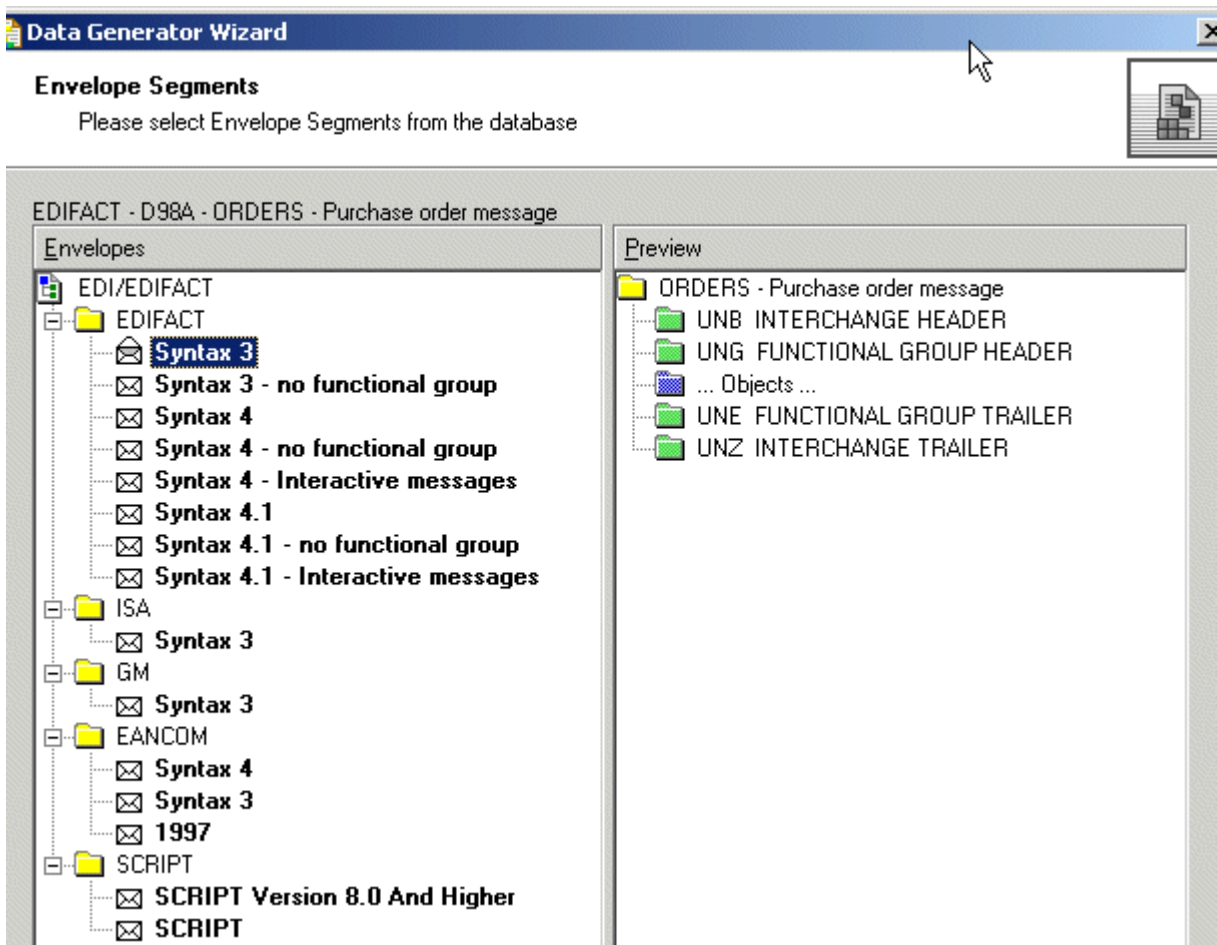 Data Generator Wizard
Envelope Segments
Please select Envelope Segments from the database
EDIFACT - D98A - ORDERS - Purchase order message
Envelopes
EDI/EDIFACT
EDIFACT
Syntax 3
Syntax 3 - no functional group
Syntax 4
Syntax 4 - no functional group
Syntax 4 - Interactive messages
Syntax 4.1
Syntax 4.1 - no functional group
Syntax 4.1 - Interactive messages
ISA
Syntax 3
GM
Syntax 3
EANCOM
Syntax 4
Syntax 3
1997
SCRIPT
SCRIPT Version 8.0 And Higher
SCRIPT
Preview
ORDERS - Purchase order message
UNB INTERCHANGE HEADER
UNG FUNCTIONAL GROUP HEADER
... Objects ...
UNE FUNCTIONAL GROUP TRAILER
UNZ INTERCHANGE TRAILER